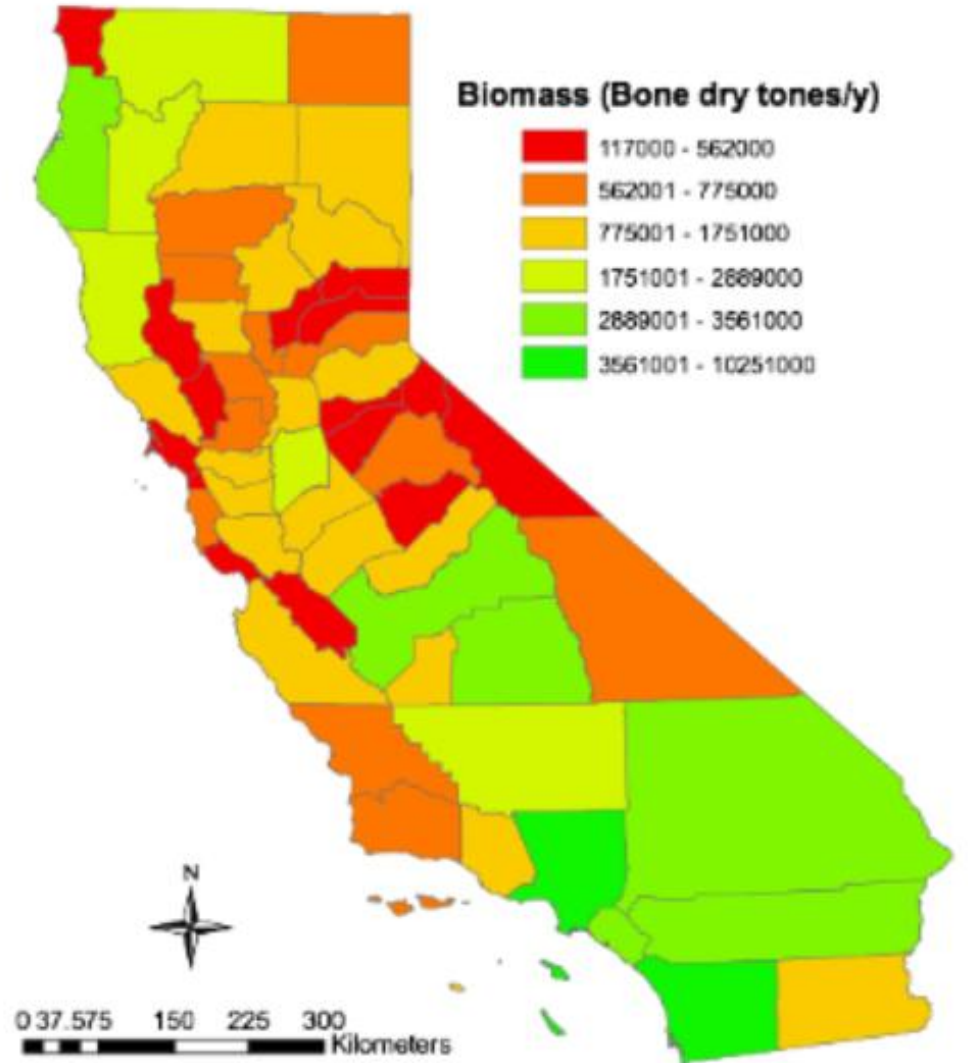 Biomass (Bone dry tones/y)
117000 - 562000
562001 - 775000
775001 - 1751000
1751001 - 2889000
2889001 - 3561000
3561001 - 10251000
N
0 37.575 150 225 300
Kilometers